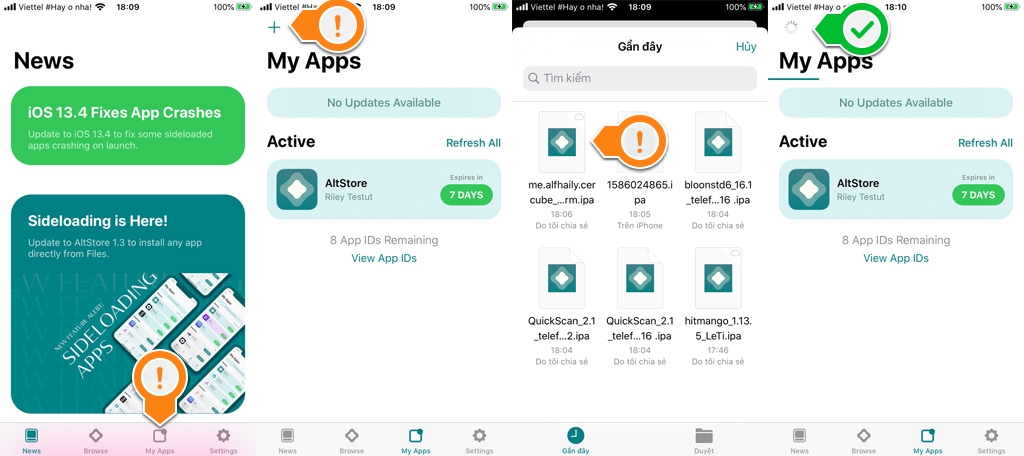 Viettel #Hay o nha!
18:09
100%
News
iOS 13.4 Fixes App Crashes
Update to iOS 13.4 to fix some sideloaded
apps crashing on launch.
Sideloading is Here!
Update to AltStore 1.3 to install any app
directly from Files.
NEW FEATURE ALERT!
SIDELOADING
APPS
News
Browse
My Apps
Settings
Viettel #Hay o nha!
18:09
100%
+
My Apps
No Updates Available
Active
Refresh All
AltStore
Riley Testut
Expires in
7 DAYS
8 App IDs Remaining
View App IDs
News
Browse
My Apps
Settings
Viettel #Hay o nha!
18:09
100%
Gần đây
Hủy
Tìm kiếm
me.alfhaily.cer
cube_...rm.ipa
18:06
Do tôi chia sẻ
1586024865.i
pa
18:05
Trên iPhone
bloonstd6_16.1
_telef...16 .ipa
18:04
Do tôi chia sẻ
QuickScan_2.1
_telef...2.ipa
18:04
Do tôi chia sẻ
QuickScan_2.1
_telef...16 .ipa
18:04
Do tôi chia sẻ
hitmango_1.13.
5_LeTi.ipa
17:46
Do tôi chia sẻ
Gần đây
Duyệt
Viettel #Hay o nha!
18:10
100%
My Apps
No Updates Available
Active
Refresh All
AltStore
Riley Testut
Expires in
7 DAYS
8 App IDs Remaining
View App IDs
News
Browse
My Apps
Settings